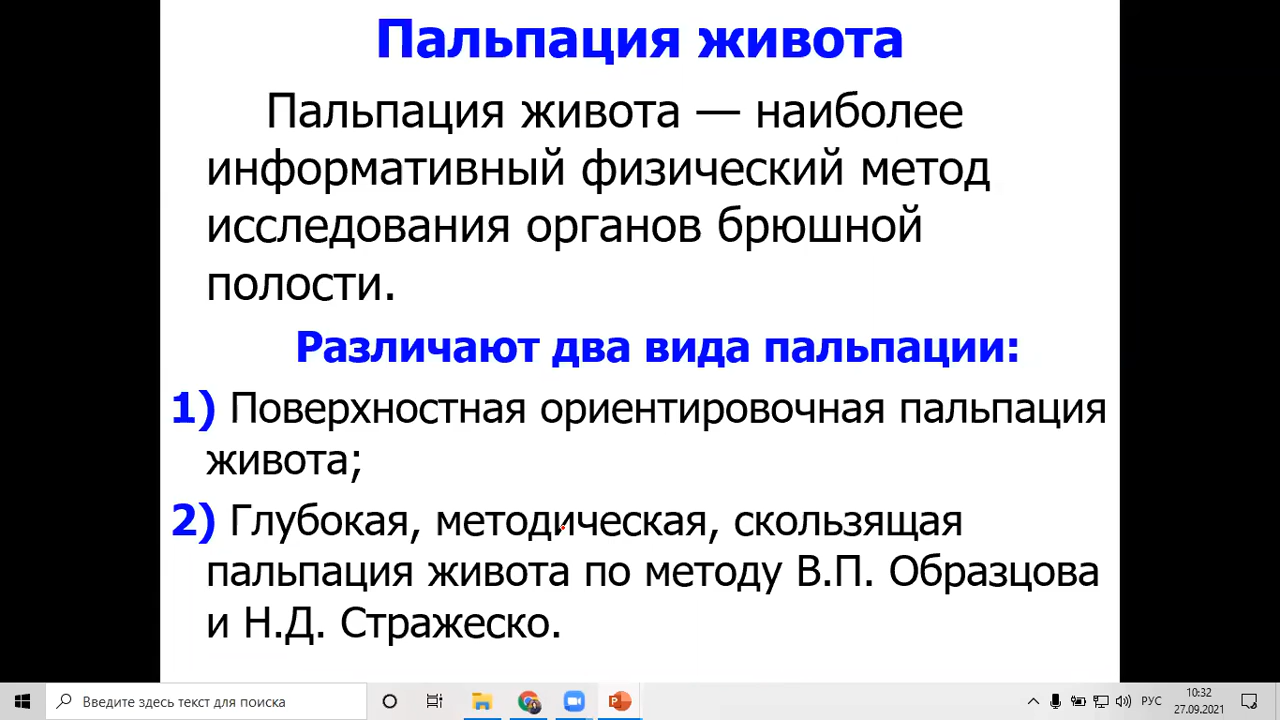 Пальпация живота
Пальпация живота — наиболее
информативный физический метод
исследования органов брюшной
полости.
Различают два вида пальпации:
1) Поверхностная ориентировочная пальпация
живота;
2) Глубокая, методическая, скользящая
пальпация живота по методу В.П. Образцова
и Н.Д. Стражеско.
Введите здесь текст для поиска
РУС
10:32
27.09.2021